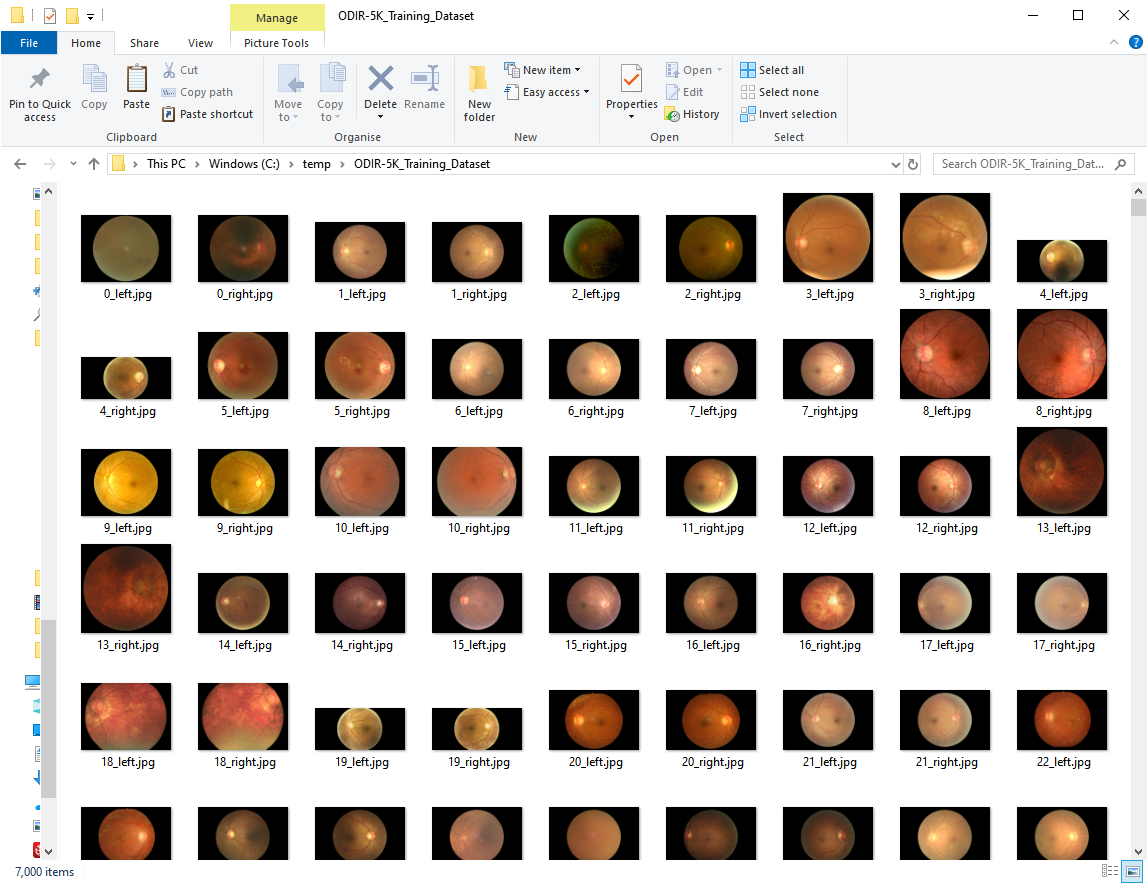 Manage
ODIR-5K_Training_Dataset
File
Home
Share
View
Picture Tools
Pin to Quick access
Copy
Paste
Cut
Copy path
Paste shortcut
Clipboard
Move to
Copy to
Delete
Rename
Organise
New folder
New item
Easy access
New
Properties
Open
Edit
History
Open
Select all
Select none
Invert selection
Select
This PC > Windows (C:) > temp > ODIR-5K_Training_Dataset
Search ODIR-5K_Training_Dat...
0_left.jpg 0_right.jpg 1_left.jpg 1_right.jpg 2_left.jpg 2_right.jpg 3_left.jpg 3_right.jpg 4_left.jpg
4_right.jpg 5_left.jpg 5_right.jpg 6_left.jpg 6_right.jpg 7_left.jpg 7_right.jpg 8_left.jpg 8_right.jpg
9_left.jpg 9_right.jpg 10_left.jpg 10_right.jpg 11_left.jpg 11_right.jpg 12_left.jpg 12_right.jpg 13_left.jpg
13_right.jpg 14_left.jpg 14_right.jpg 15_left.jpg 15_right.jpg 16_left.jpg 16_right.jpg 17_left.jpg 17_right.jpg
18_left.jpg 18_right.jpg 19_left.jpg 19_right.jpg 20_left.jpg 20_right.jpg 21_left.jpg 21_right.jpg 22_left.jpg
7,000 items